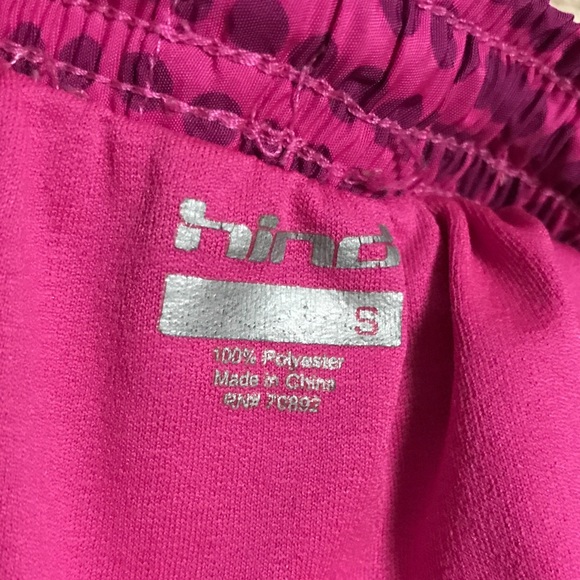 hind
S
100% Polyester
Made in China
RN# 70892